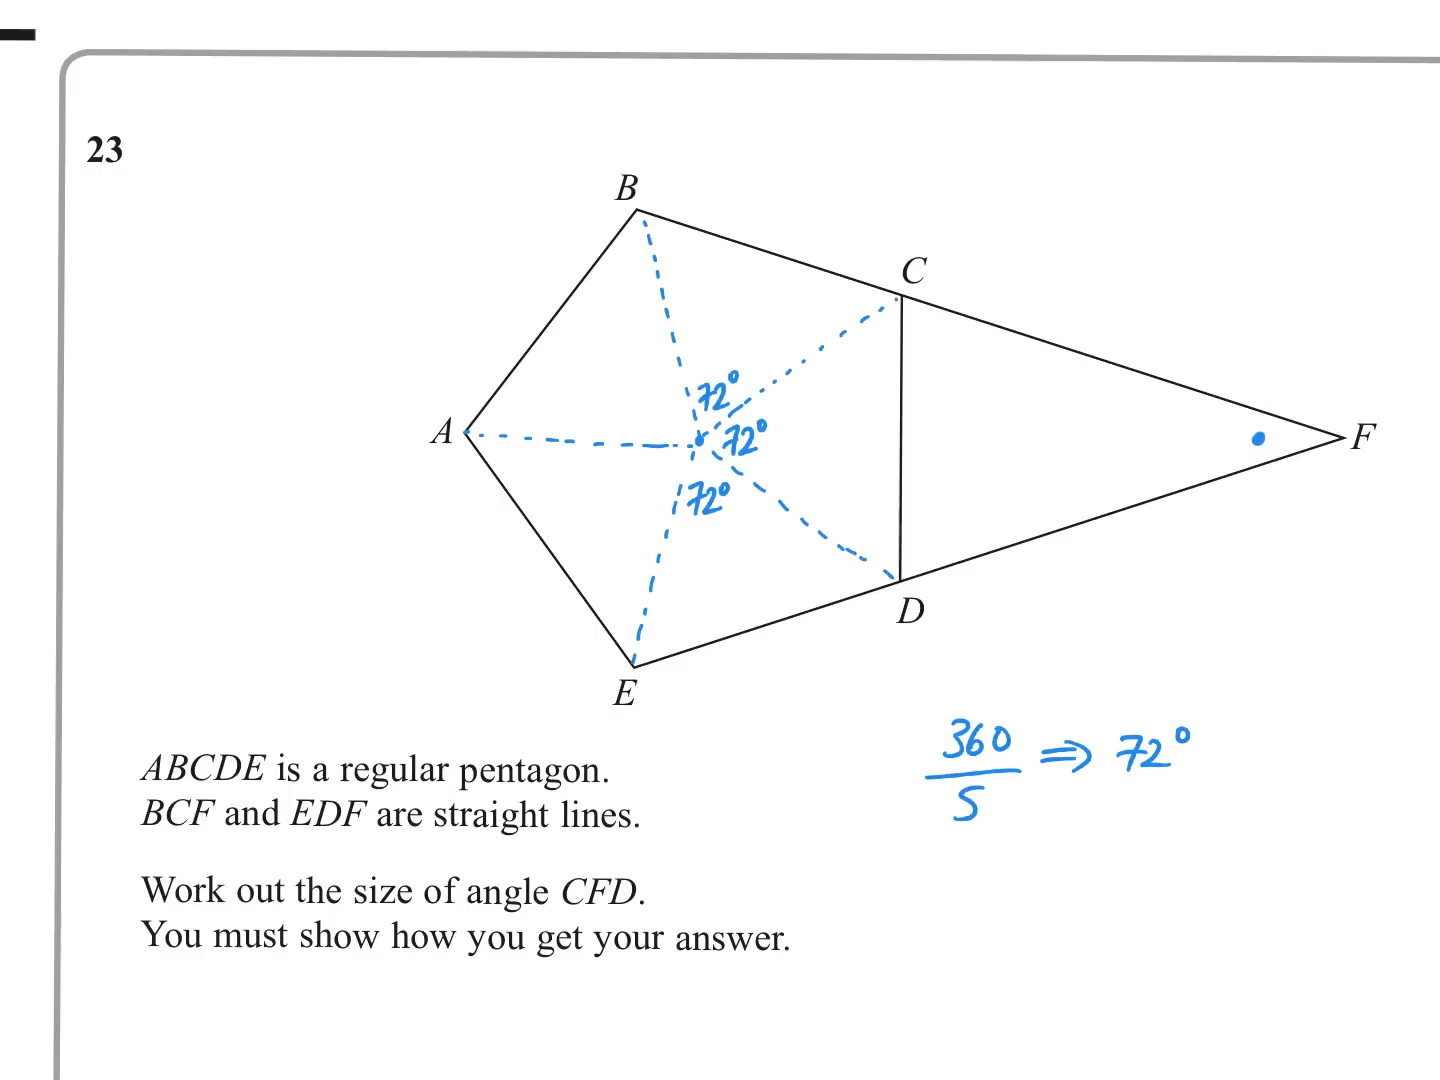 23
B
C
72°
A
72°
F
72°
D
E
360
5
⇒ 72°
ABCDE is a regular pentagon.
BCF and EDF are straight lines.
Work out the size of angle CFD.
You must show how you get your answer.